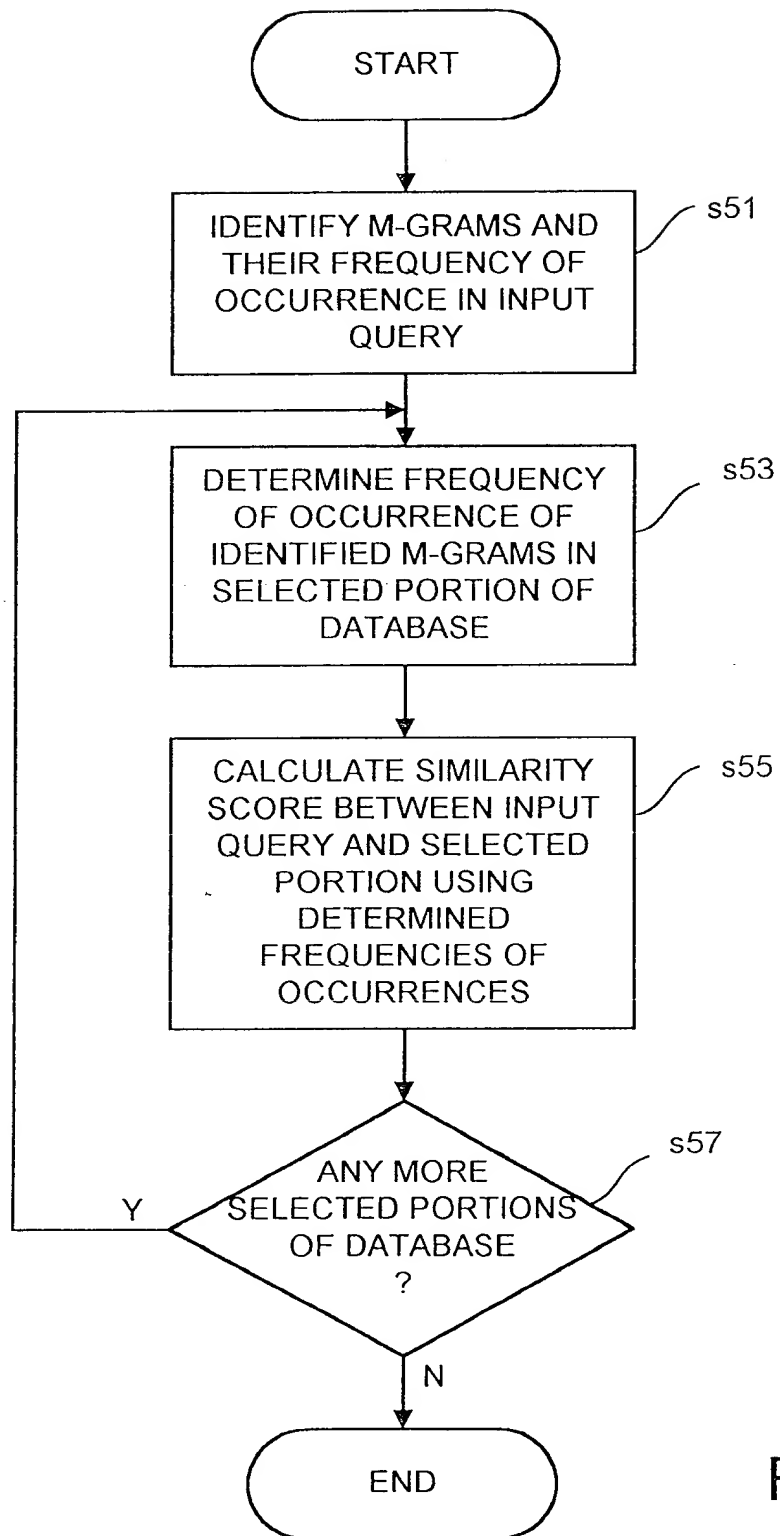 START
IDENTIFY M-GRAMS AND
THEIR FREQUENCY OF
OCCURRENCE IN INPUT
QUERY
s51
DETERMINE FREQUENCY
OF OCCURRENCE OF
IDENTIFIED M-GRAMS IN
SELECTED PORTION OF
DATABASE
s53
CALCULATE SIMILARITY
SCORE BETWEEN INPUT
QUERY AND SELECTED
PORTION USING
DETERMINED
FREQUENCIES OF
OCCURRENCES
s55
ANY MORE
SELECTED PORTIONS
OF DATABASE
?
s57
Y
N
END